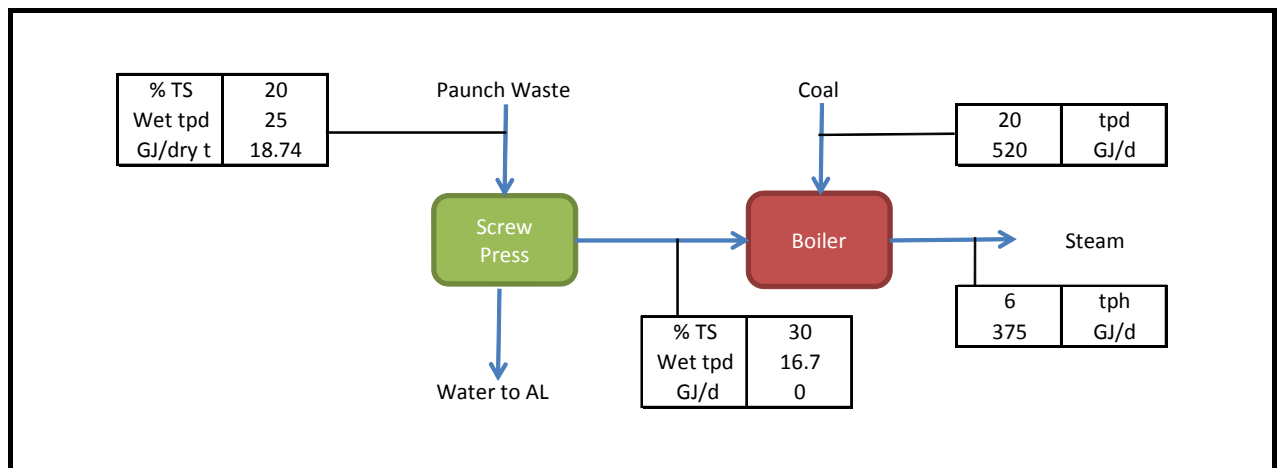 % TS 20
Wet tpd 25
GJ/dry t 18.74
Paunch Waste
Coal
20 tpd
520 GJ/d
Screw
Press
Boiler
Steam
6 tph
375 GJ/d
% TS 30
Wet tpd 16.7
GJ/d 0
Water to AL